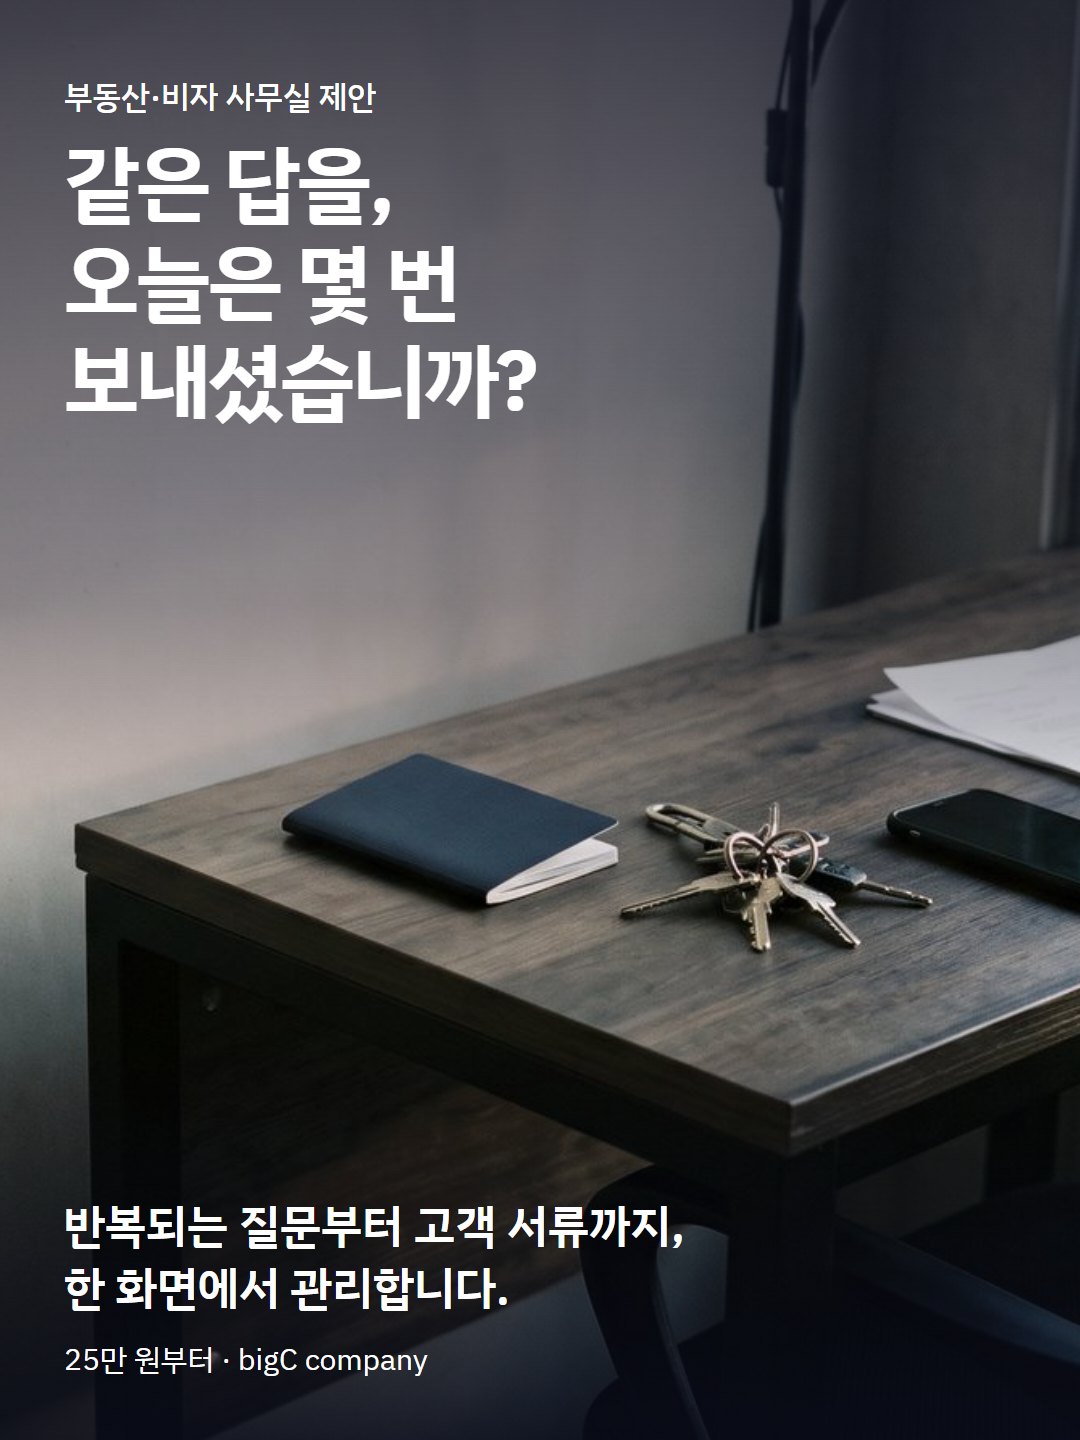 부동산·비자 사무실 제안
같은 답을,
오늘은 몇 번
보내셨습니까?
반복되는 질문부터 고객 서류까지,
한 화면에서 관리합니다.
25만 원부터 · bigC company